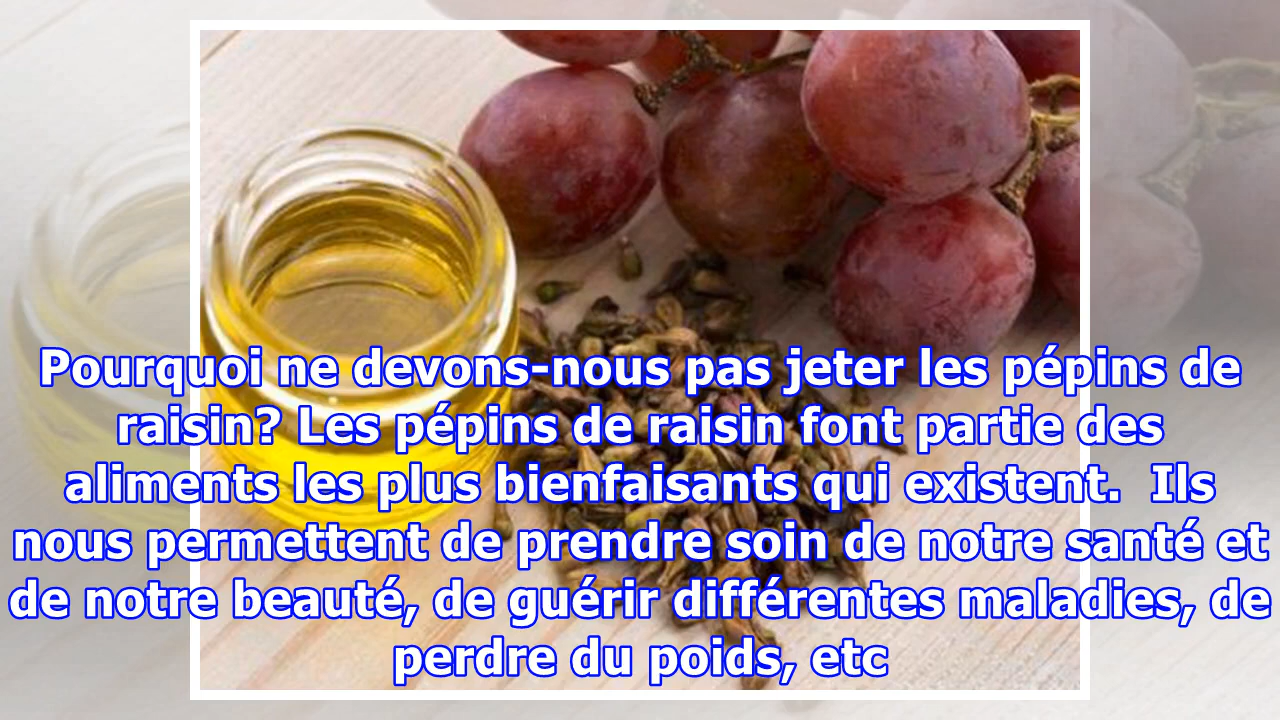 Pourquoi ne devons-nous pas jeter les pépins de
raisin? Les pépins de raisin font partie des
aliments les plus bienfaisants qui existent.  Ils
nous permettent de prendre soin de notre santé et
de notre beauté, de guérir différentes maladies, de
perdre du poids, etc